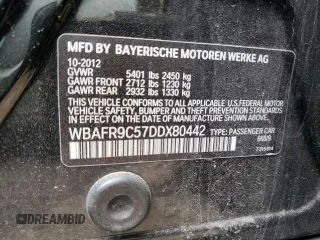 MFD BY BAYERISCHE MOTOREN WERKE AG
10-2012
GVWR 5401 lbs 2450 kg
GAWR FRONT 2712 lbs 1230 kg
GAWR REAR 2932 lbs 1330 kg
THIS VEHICLE CONFORMS TO ALL APPLICABLE FEDERAL MOTOR
VEHICLE SAFETY, BUMPER AND THEFT PREVENTION STANDARDS
IN EFFECT ON THE DATE OF MANUFACTURE SHOWN ABOVE.
WBAFR9C57DDX80442 TYPE: PASSENGER CAR
DREAMBID